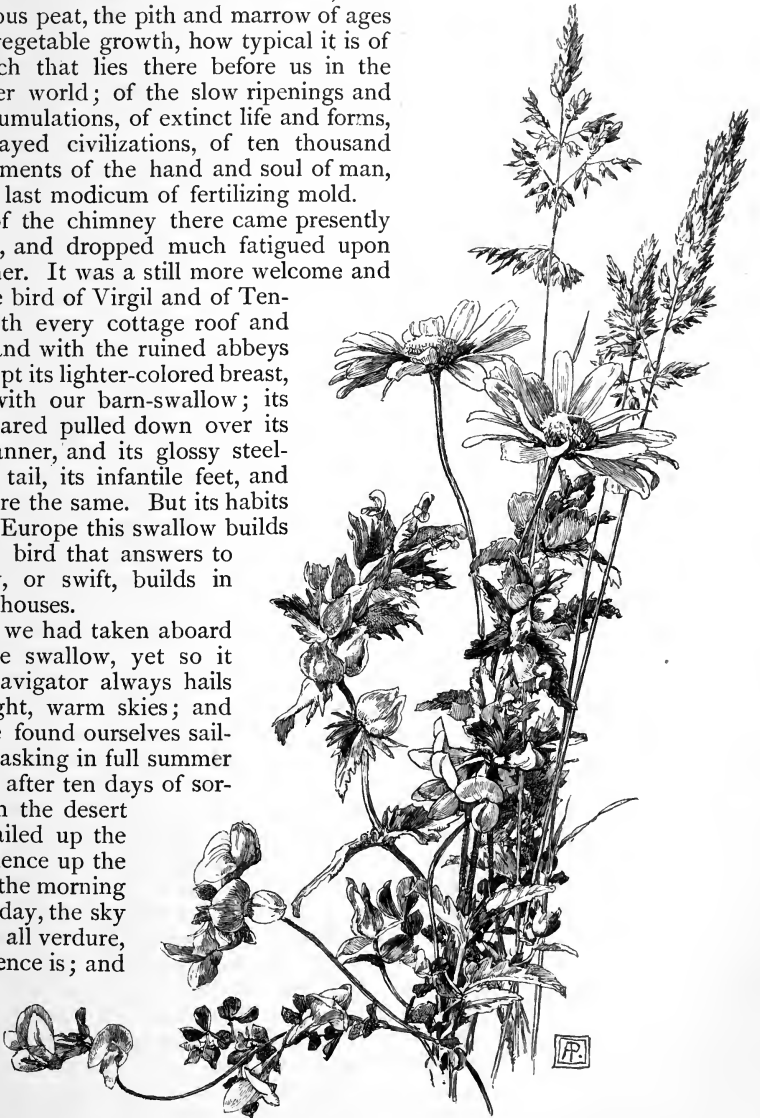 ous peat, the pith and marrow of ages
vegetable growth, how typical it is of
ch that lies there before us in the
er world; of the slow ripenings and
umulations, of extinct life and forms,
ayed civilizations, of ten thousand
ments of the hand and soul of man,
last modicum of fertilizing mold.
of the chimney there came presently
, and dropped much fatigued upon
er. It was a still more welcome and
e bird of Virgil and of Ten-
th every cottage roof and
and with the ruined abbeys
pt its lighter-colored breast,
with our barn-swallow; its
ared pulled down over its
anner, and its glossy steel-
tail, its infantile feet, and
re the same. But its habits
Europe this swallow builds
bird that answers to
, or swift, builds in
houses.
we had taken aboard
e swallow, yet so it
avigator always hails
ght, warm skies; and
e found ourselves sail-
asking in full summer
after ten days of sor-
n the desert
ailed up the
ence up the
the morning
day, the sky
all verdure,
ence is; and
AP.